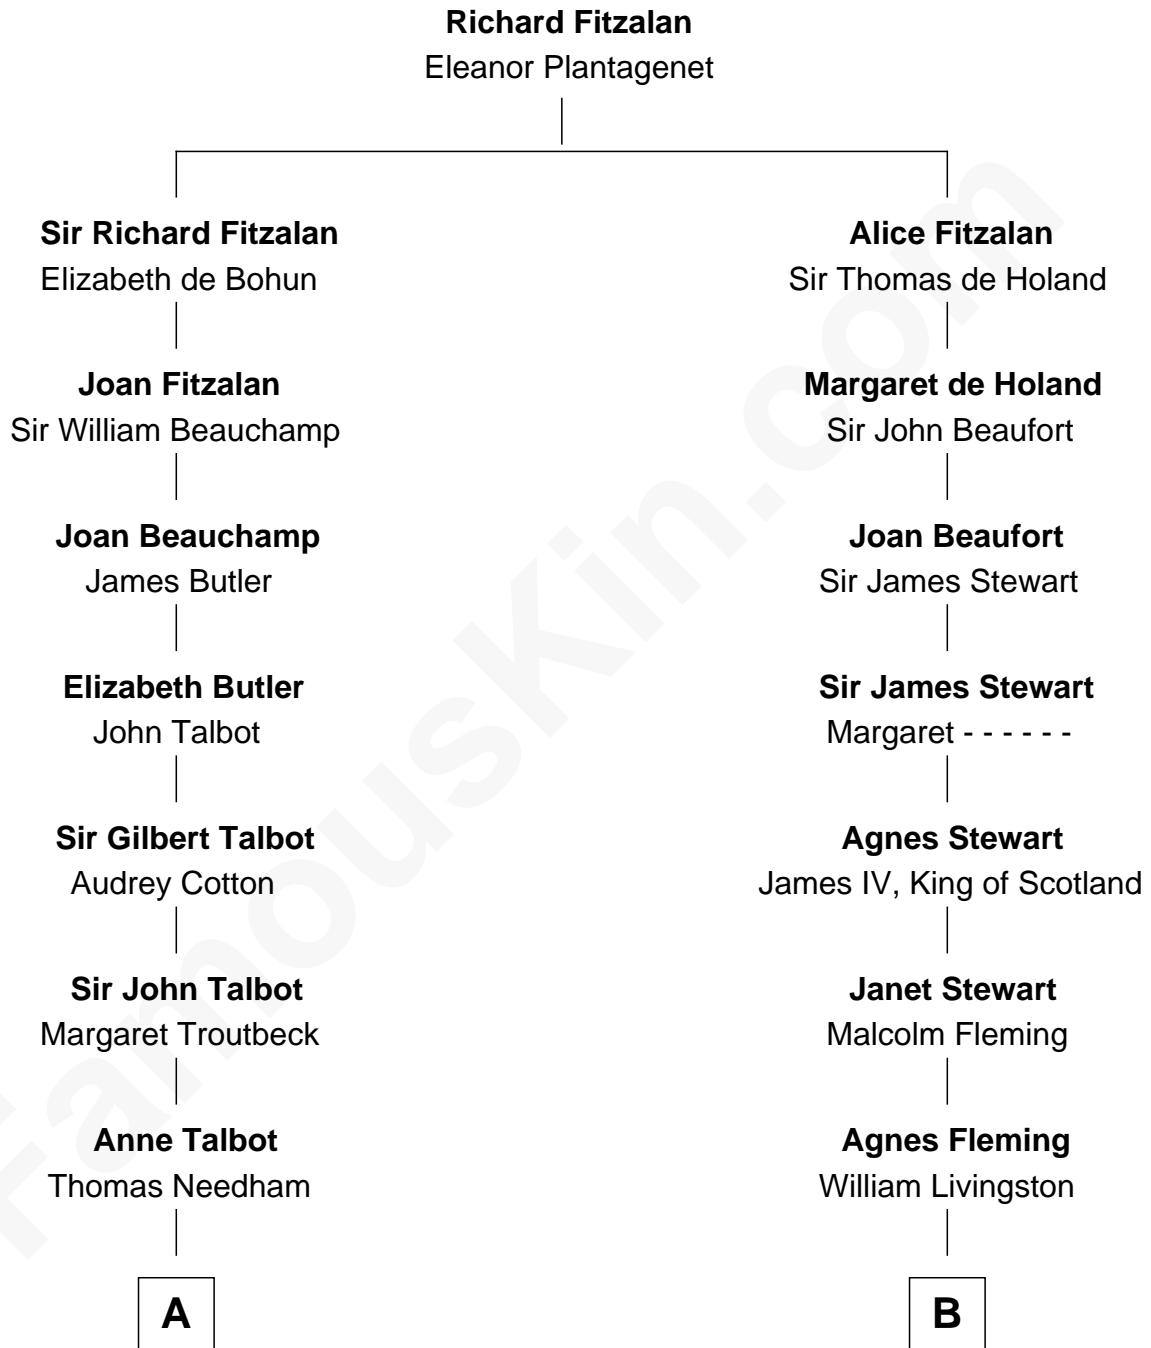 Richard Fitzalan
Eleanor Plantagenet
Sir Richard Fitzalan
Elizabeth de Bohun
Alice Fitzalan
Sir Thomas de Holand
Joan Fitzalan
Sir William Beauchamp
Margaret de Holand
Sir John Beaufort
Joan Beauchamp
James Butler
Joan Beaufort
Sir James Stewart
Elizabeth Butler
John Talbot
Sir James Stewart
Margaret - - - - - -
Sir Gilbert Talbot
Audrey Cotton
Agnes Stewart
James IV, King of Scotland
Sir John Talbot
Margaret Troutbeck
Janet Stewart
Malcolm Fleming
Anne Talbot
Thomas Needham
Agnes Fleming
William Livingston
A
B
FamousKin.com